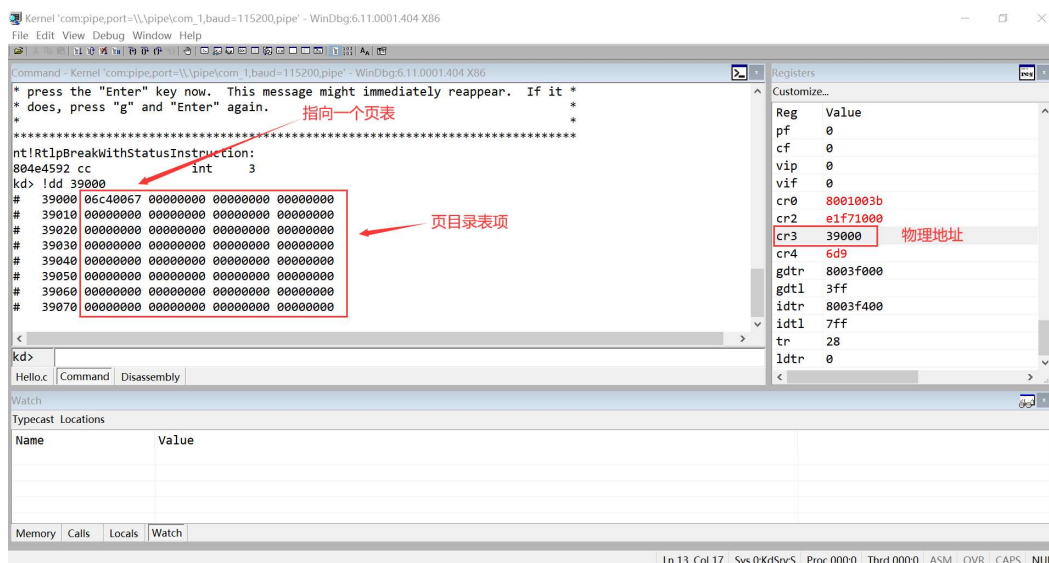 Kernel 'com:pipe,port=\\.\pipe\com_1,baud=115200,pipe' - WinDbg:6.11.0001.404 X86
File Edit View Debug Window Help
Command - Kernel 'com:pipe,port=\\.\pipe\com_1,baud=115200,pipe' - WinDbg:6.11.0001.404 X86
* press the "Enter" key now. This message might immediately reappear. If it *
* does, press "g" and "Enter" again. *
指向一个页表
* *
*******************************************************************************
nt!RtlpBreakWithStatusInstruction:
804e4592 cc int 3
kd> !dd 39000
# 39000 06c40067 00000000 00000000 00000000
# 39010 00000000 00000000 00000000 00000000
# 39020 00000000 00000000 00000000 00000000
页目录表项
# 39030 00000000 00000000 00000000 00000000
# 39040 00000000 00000000 00000000 00000000
# 39050 00000000 00000000 00000000 00000000
# 39060 00000000 00000000 00000000 00000000
# 39070 00000000 00000000 00000000 00000000
kd>
Hello.c Command Disassembly
Registers
Customize...
Reg Value
pf 0
cf 0
vip 0
vif 0
cr0 8001003b
cr2 e1f71000
cr3 39000 物理地址
cr4 6d9
gdtr 8003f000
gdtl 3ff
idtr 8003f400
idtl 7ff
tr 28
ldtr 0
Watch
Typecast Locations
Name Value
Memory Calls Locals Watch
Ln 13, Col 17 Sys 0:KdSrv:S Proc 000:0 Thrd 000:0 ASM OVR CAPS NU